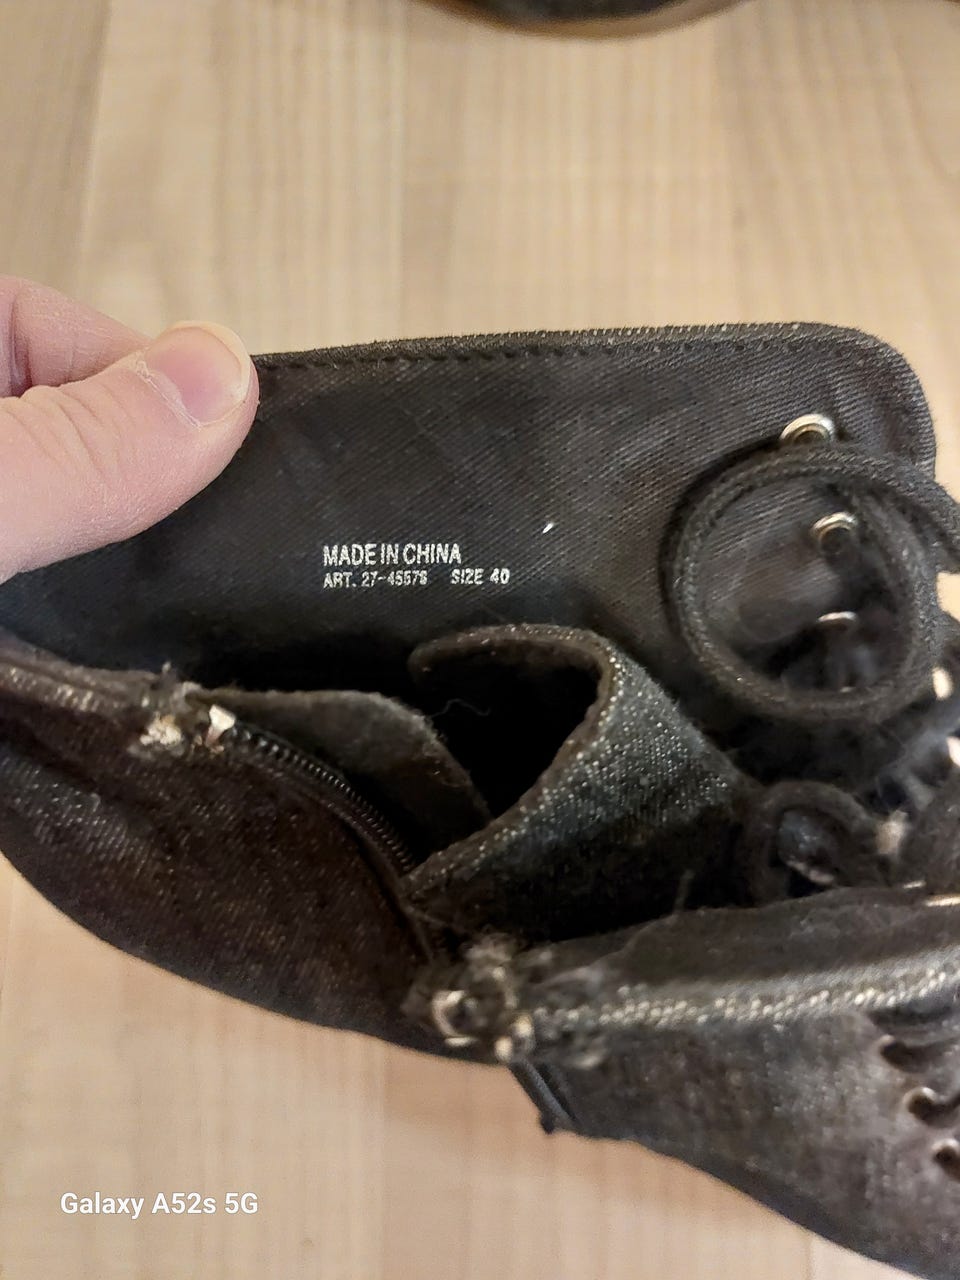 MADE IN CHINA
ART. 27-45578 SIZE 40
Galaxy A52s 5G